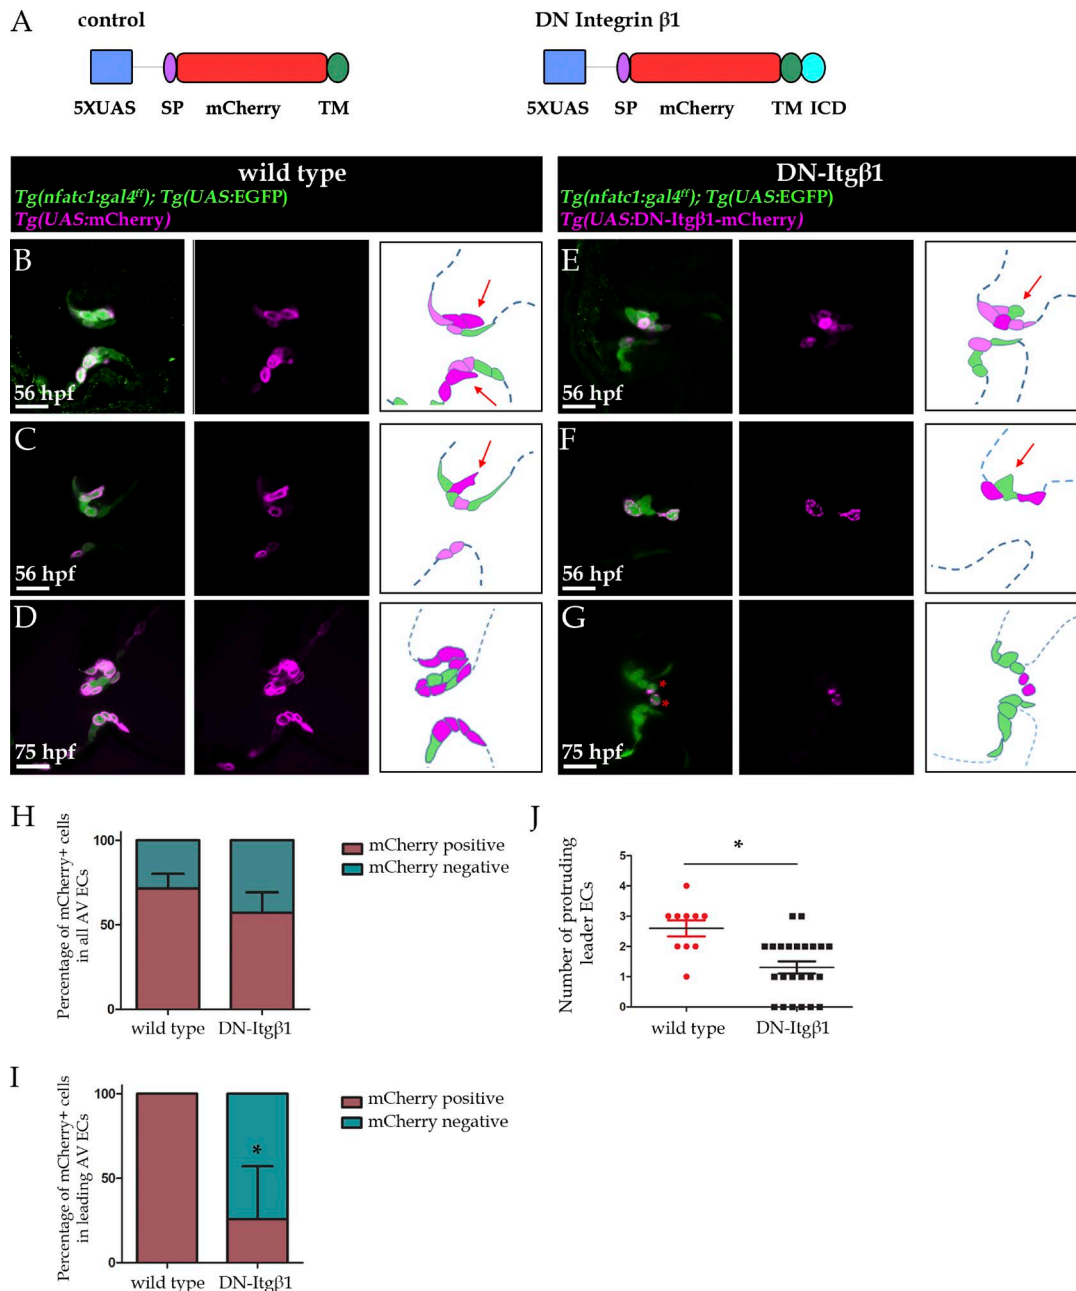 A
control
DN Integrin β1
5XUAS SP mCherry TM
5XUAS SP mCherry TM ICD
wild type
Tg(nfatc1:gal4ff); Tg(UAS:EGFP)
Tg(UAS:mCherry)
DN-Itgβ1
Tg(nfatc1:gal4ff); Tg(UAS:EGFP)
Tg(UAS:DN-Itgβ1-mCherry)
B
56 hpf
E
56 hpf
C
56 hpf
F
56 hpf
D
75 hpf
G
*
*
75 hpf
H
Percentage of mCherry+ cells
in all AV ECs
100
50
0
wild type DN-Itgβ1
mCherry positive
mCherry negative
J
Number of protruding
leader ECs
5
4
3
2
1
0
*
wild type DN-Itgβ1
I
Percentage of mCherry+ cells
in leading AV ECs
100
50
0
*
wild type DN-Itgβ1
mCherry positive
mCherry negative